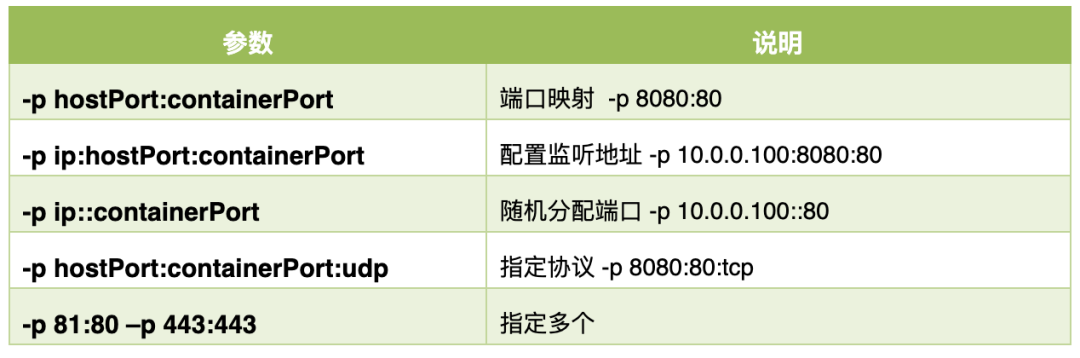 参数 说明
-p hostPort:containerPort 端口映射 -p 8080:80
-p ip:hostPort:containerPort 配置监听地址 -p 10.0.0.100:8080:80
-p ip::containerPort 随机分配端口 -p 10.0.0.100::80
-p hostPort:containerPort:udp 指定协议 -p 8080:80:tcp
-p 81:80 –p 443:443 指定多个